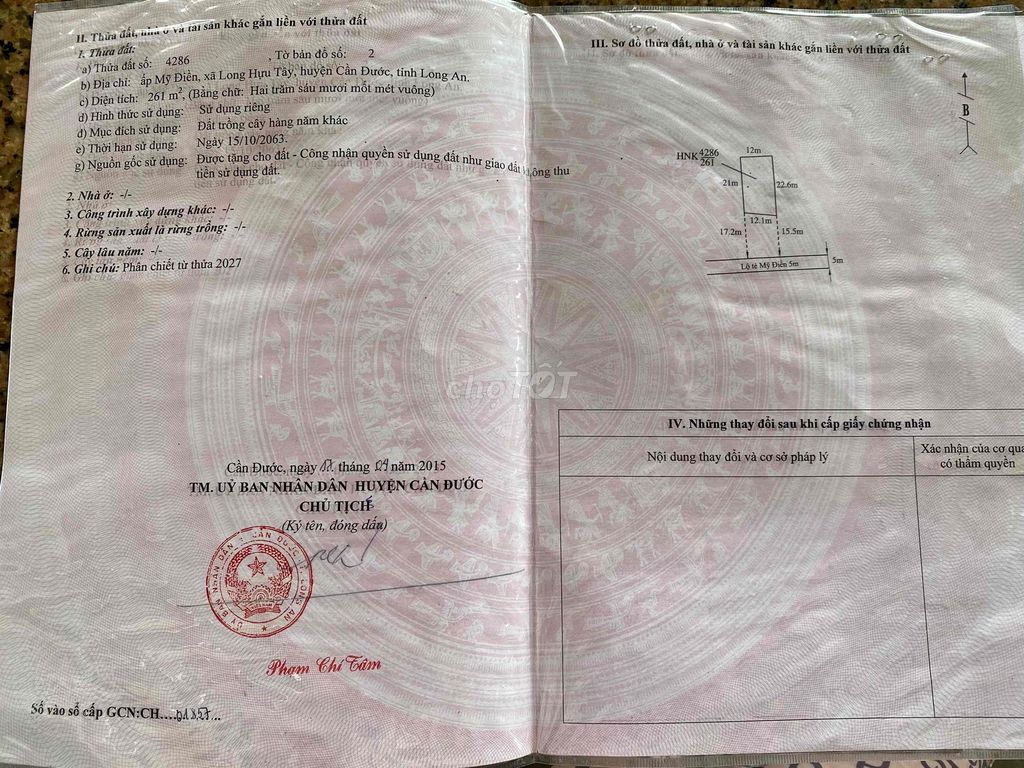 II. Thửa đất, nhà ở và tài sản khác gắn liền với thửa đất
1. Thửa đất:
a) Thửa đất số: 4286 , Tờ bản đồ số: 2
b) Địa chỉ: ấp Mỹ Điền, xã Long Hựu Tây, huyện Cần Đước, tỉnh Long An.
c) Diện tích: 261 m², (Bằng chữ: Hai trăm sáu mươi mốt mét vuông)
d) Hình thức sử dụng: Sử dụng riêng
đ) Mục đích sử dụng: Đất trồng cây hàng năm khác
e) Thời hạn sử dụng: Ngày 15/10/2063.
g) Nguồn gốc sử dụng: Được tặng cho đất - Công nhận quyền sử dụng đất như giao đất không thu
tiền sử dụng đất.
2. Nhà ở: -/-
3. Công trình xây dựng khác: -/-
4. Rừng sản xuất là rừng trồng: -/-
5. Cây lâu năm: -/-
6. Ghi chú: Phân chiết từ thửa 2027
Cần Đước, ngày tháng 09 năm 2015
TM. UỶ BAN NHÂN DÂN HUYỆN CẦN ĐƯỚC
CHỦ TỊCH
(Ký tên, đóng dấu)
Phạm Chí Tâm
Số vào sổ cấp GCN:CH....01857...
III. Sơ đồ thửa đất, nhà ở và tài sản khác gắn liền với thửa đất
B
12m
HNK 4286
261
21m
22.6m
12.1m
17.2m
15.5m
Lộ tẻ Mỹ Điền 5m
5m
chợTỐT
IV. Những thay đổi sau khi cấp giấy chứng nhận
Nội dung thay đổi và cơ sở pháp lý
Xác nhận của cơ qua
có thẩm quyền